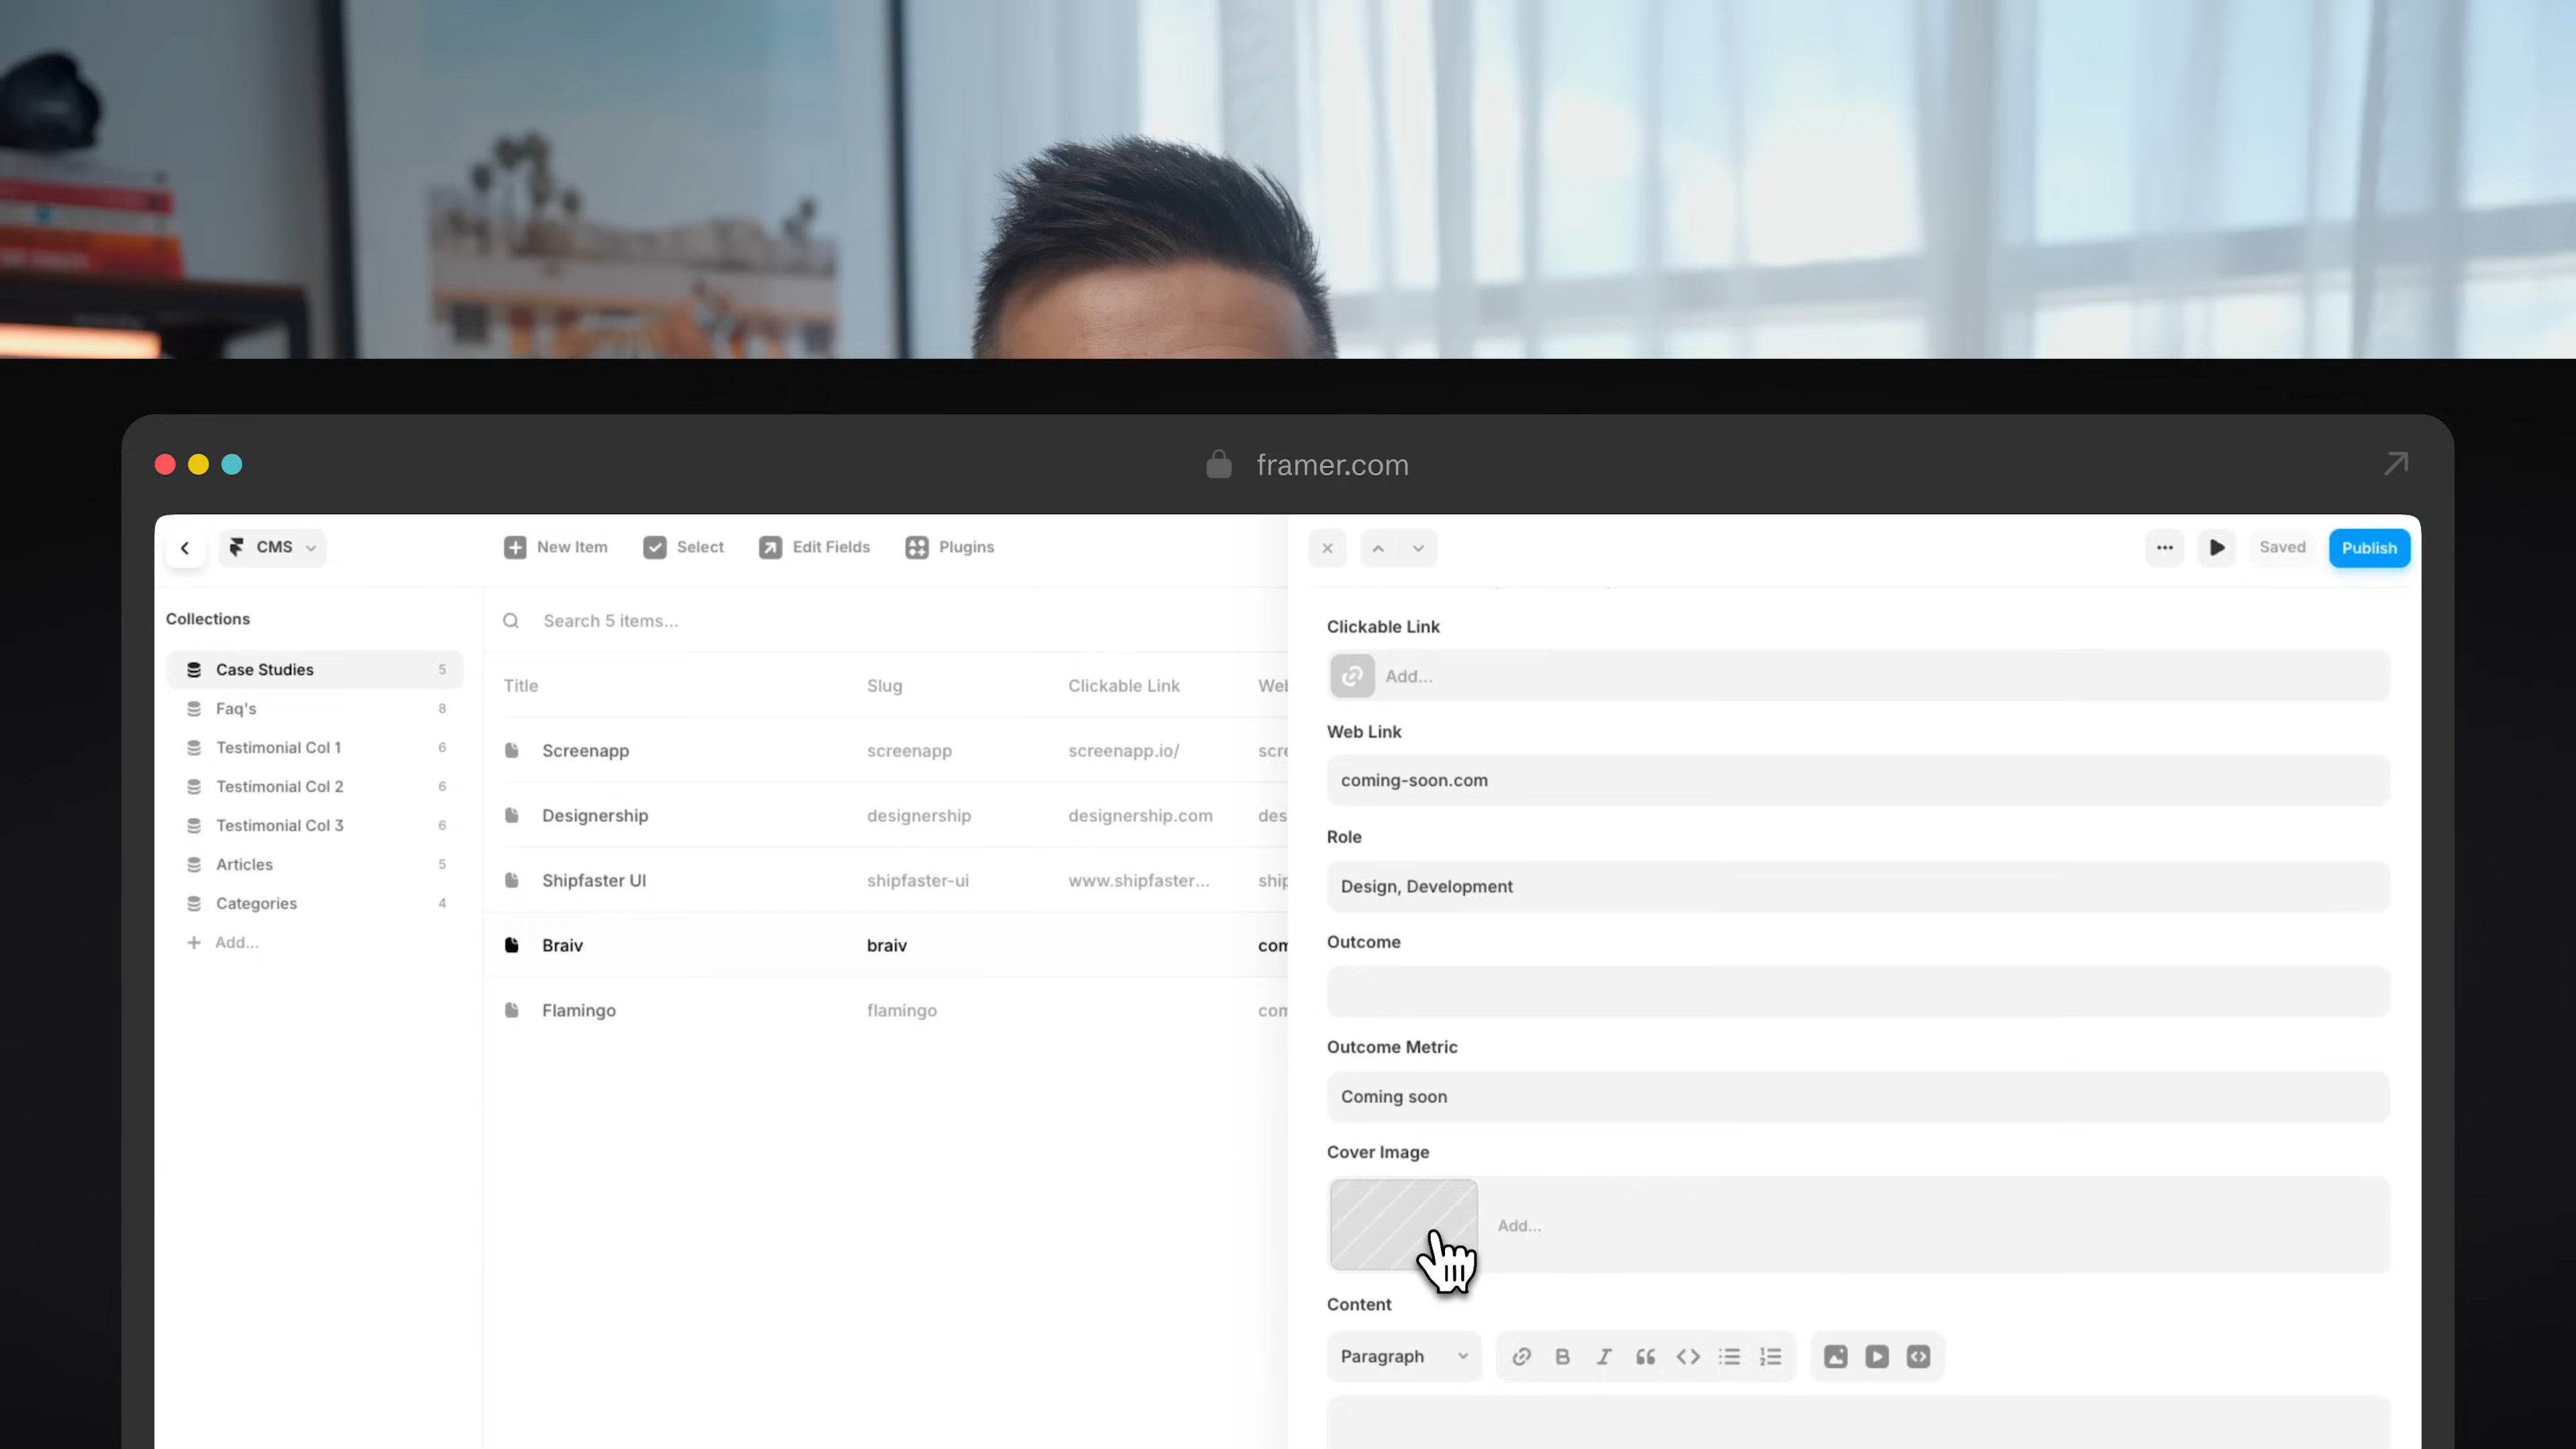 framer.com
CMS
New Item
Select
Edit Fields
Plugins
Saved
Publish
Collections
Case Studies 5
Faq's 8
Testimonial Col 1 6
Testimonial Col 2 6
Testimonial Col 3 6
Articles 5
Categories 4
Add...
Search 5 items...
Title Slug Clickable Link
Screenapp screenapp screenapp.io/
Designership designership designership.com
Shipfaster UI shipfaster-ui www.shipfaster...
Braiv braiv
Flamingo flamingo
Clickable Link
Add...
Web Link
coming-soon.com
Role
Design, Development
Outcome
Outcome Metric
Coming soon
Cover Image
Add...
Content
Paragraph